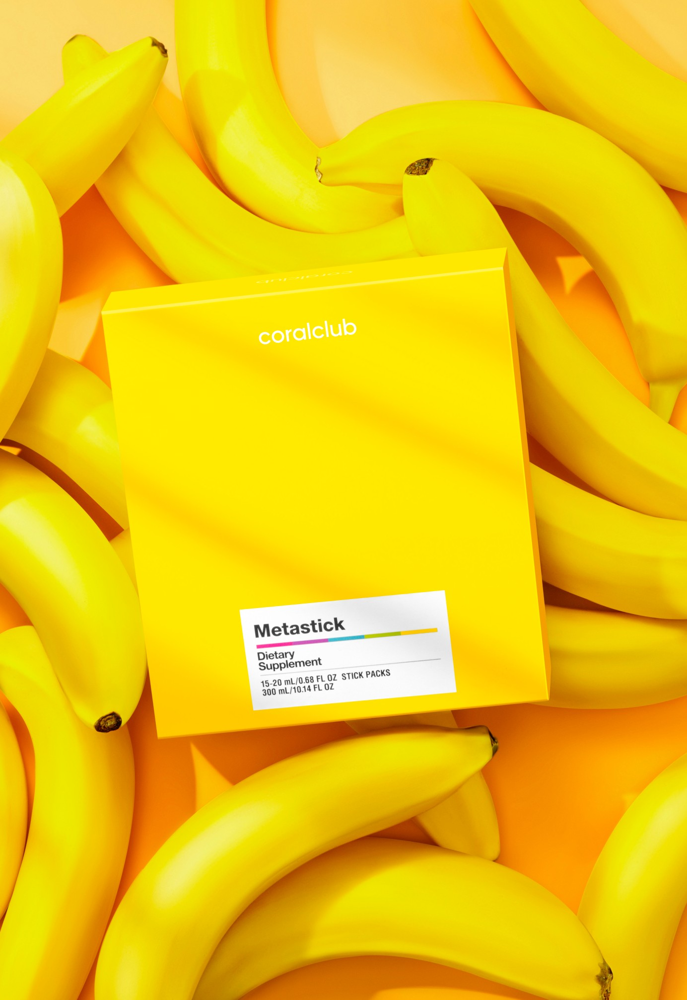 coralclub
coralclub
Metastick
Dietary
Supplement
15-20 mL/0.68 FL OZ STICK PACKS
300 mL/10.14 FL OZ